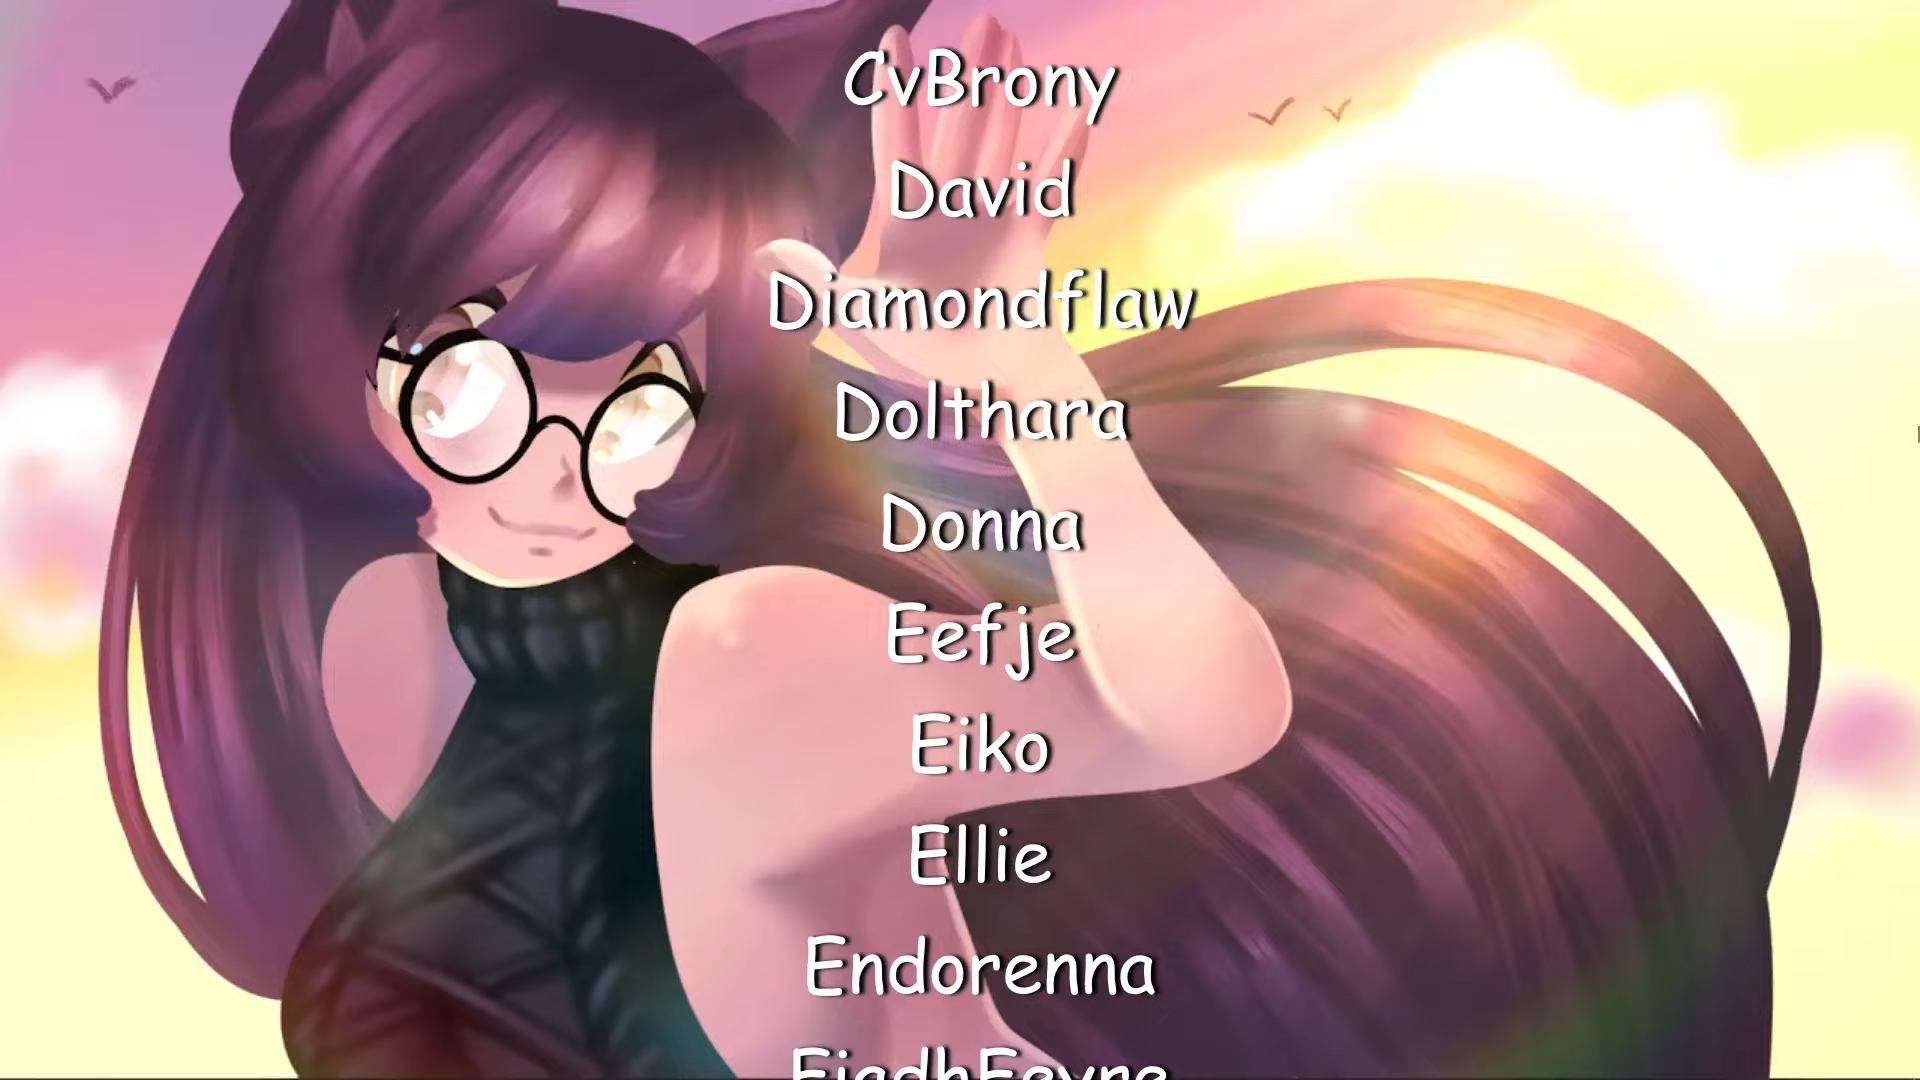 CvBrony
David
Diamondflaw
Dolthara
Donna
Eefje
Eiko
Ellie
Endorenna